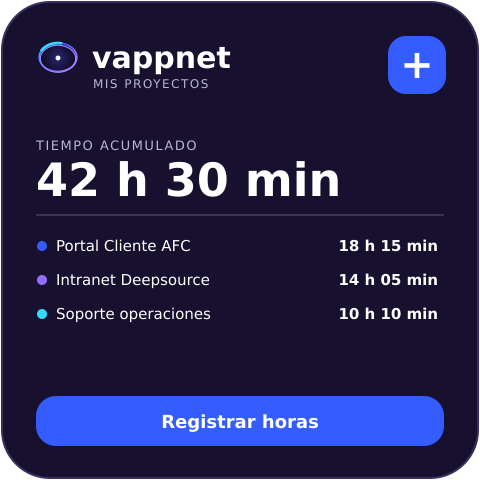 vappnet
MIS PROYECTOS
+
TIEMPO ACUMULADO
42 h 30 min
Portal Cliente AFC 18 h 15 min
Intranet Deepsource 14 h 05 min
Soporte operaciones 10 h 10 min
Registrar horas